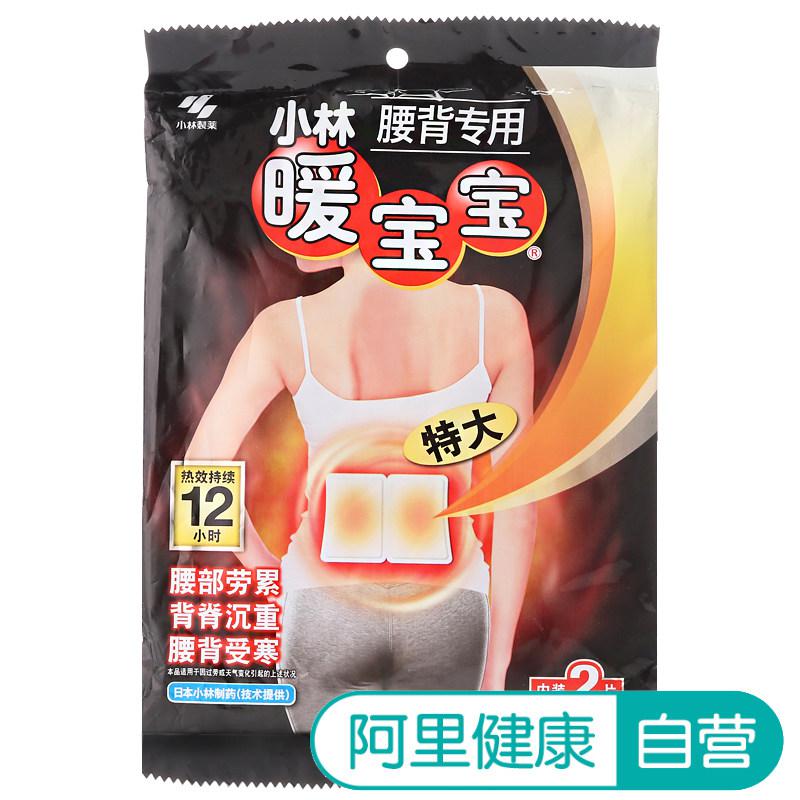 小林製薬
小林
腰背专用
暖宝宝®
特大
热效持续
12
小时
腰部劳累
背脊沉重
腰背受寒
本品适用于因过劳或天气变化引起的上述状况
日本小林制药(技术提供)
内装2片
阿里健康 自营